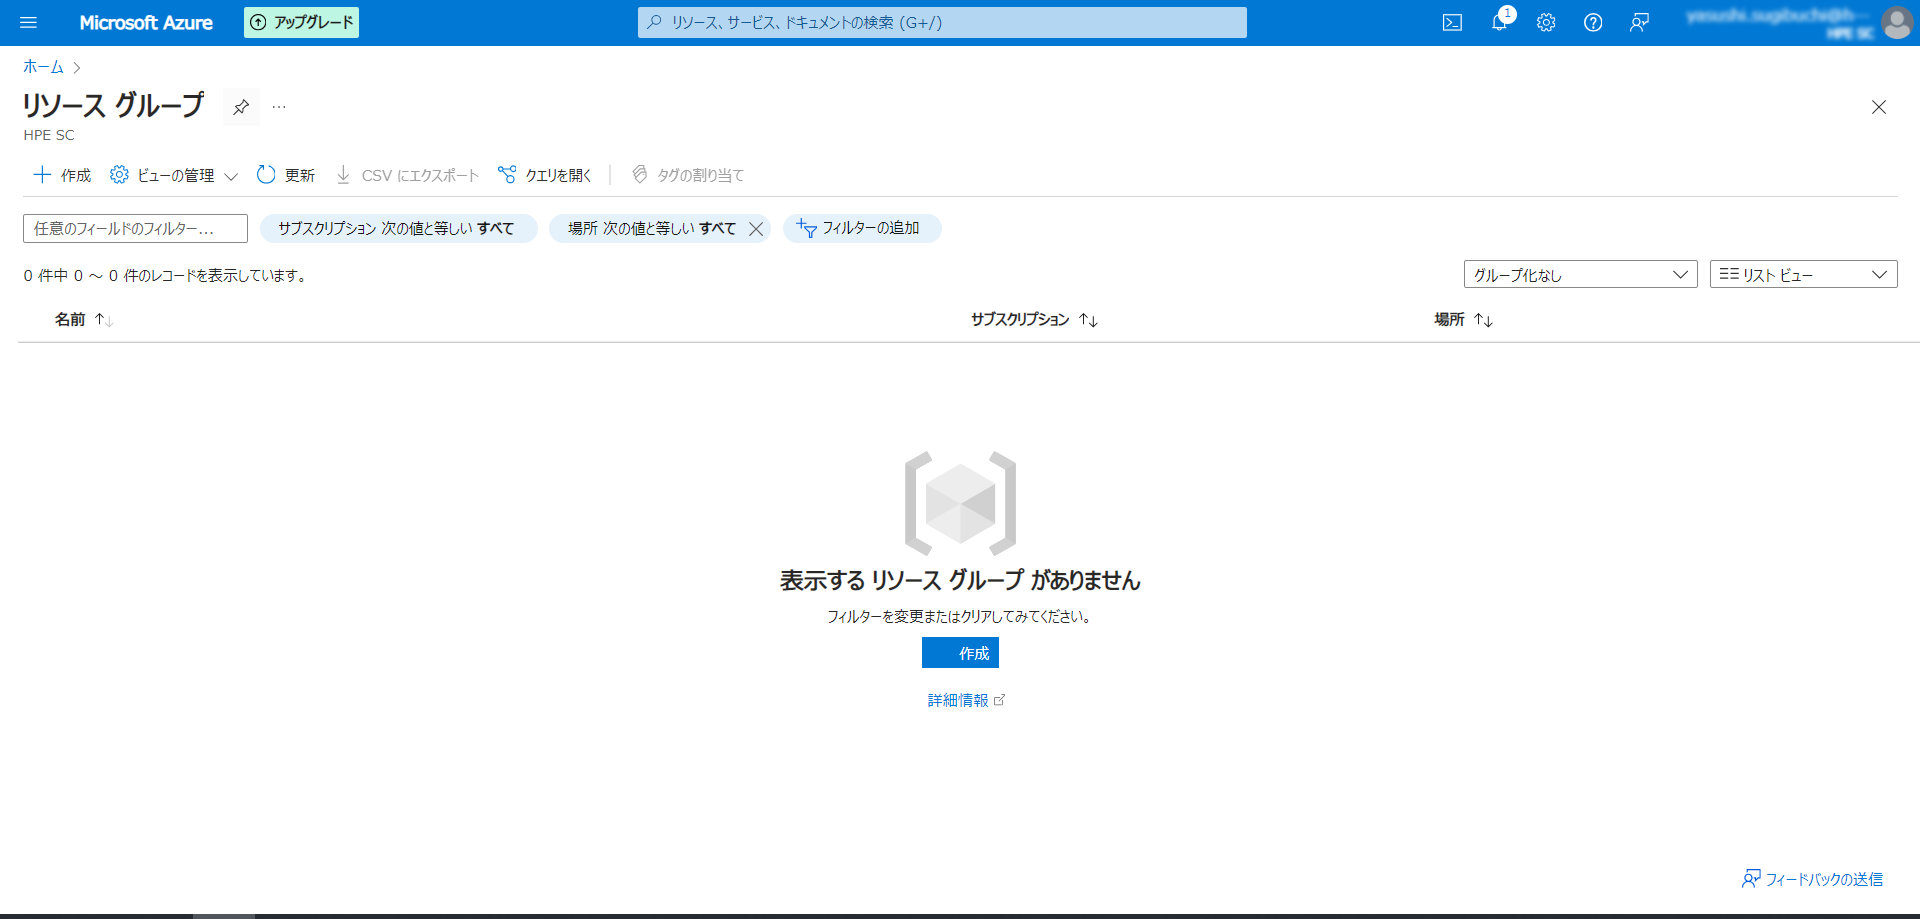 Microsoft Azure
アップグレード
リソース、サービス、ドキュメントの検索 (G+/)
1
HPE SC
ホーム
リソース グループ
HPE SC
作成
ビューの管理
更新
CSV にエクスポート
クエリを開く
タグの割り当て
任意のフィールドのフィルター...
サブスクリプション 次の値と等しい すべて
場所 次の値と等しい すべて
フィルターの追加
0 件中 0 ～ 0 件のレコードを表示しています。
グループ化なし
リスト ビュー
名前
サブスクリプション
場所
表示する リソース グループ がありません
フィルターを変更またはクリアしてみてください。
作成
詳細情報
フィードバックの送信